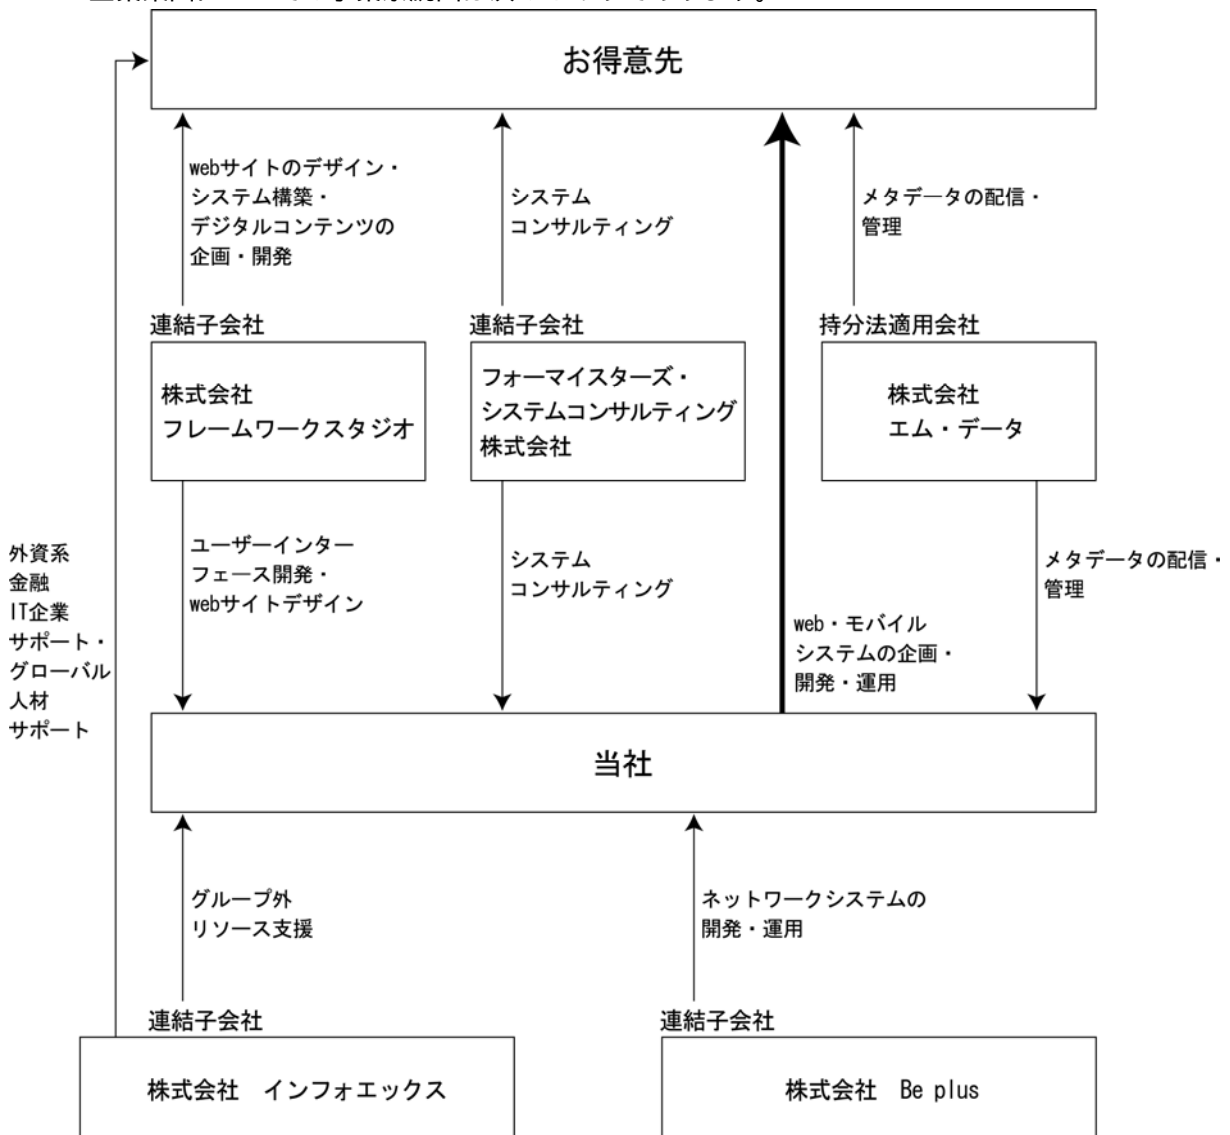 お得意先
webサイトのデザイン・
システム構築・
デジタルコンテンツの
企画・開発
システム
コンサルティング
メタデータの配信・
管理
連結子会社
連結子会社
持分法適用会社
株式会社
フレームワークスタジオ
フォーマイスターズ・
システムコンサルティング
株式会社
株式会社
エム・データ
外資系
金融
IT企業
サポート・
グローバル
人材
サポート
ユーザーインター
フェース開発・
webサイトデザイン
システム
コンサルティング
web・モバイル
システムの企画・
開発・運用
メタデータの配信・
管理
当社
グループ外
リソース支援
ネットワークシステムの
開発・運用
連結子会社
連結子会社
株式会社　インフォエックス
株式会社　Be plus